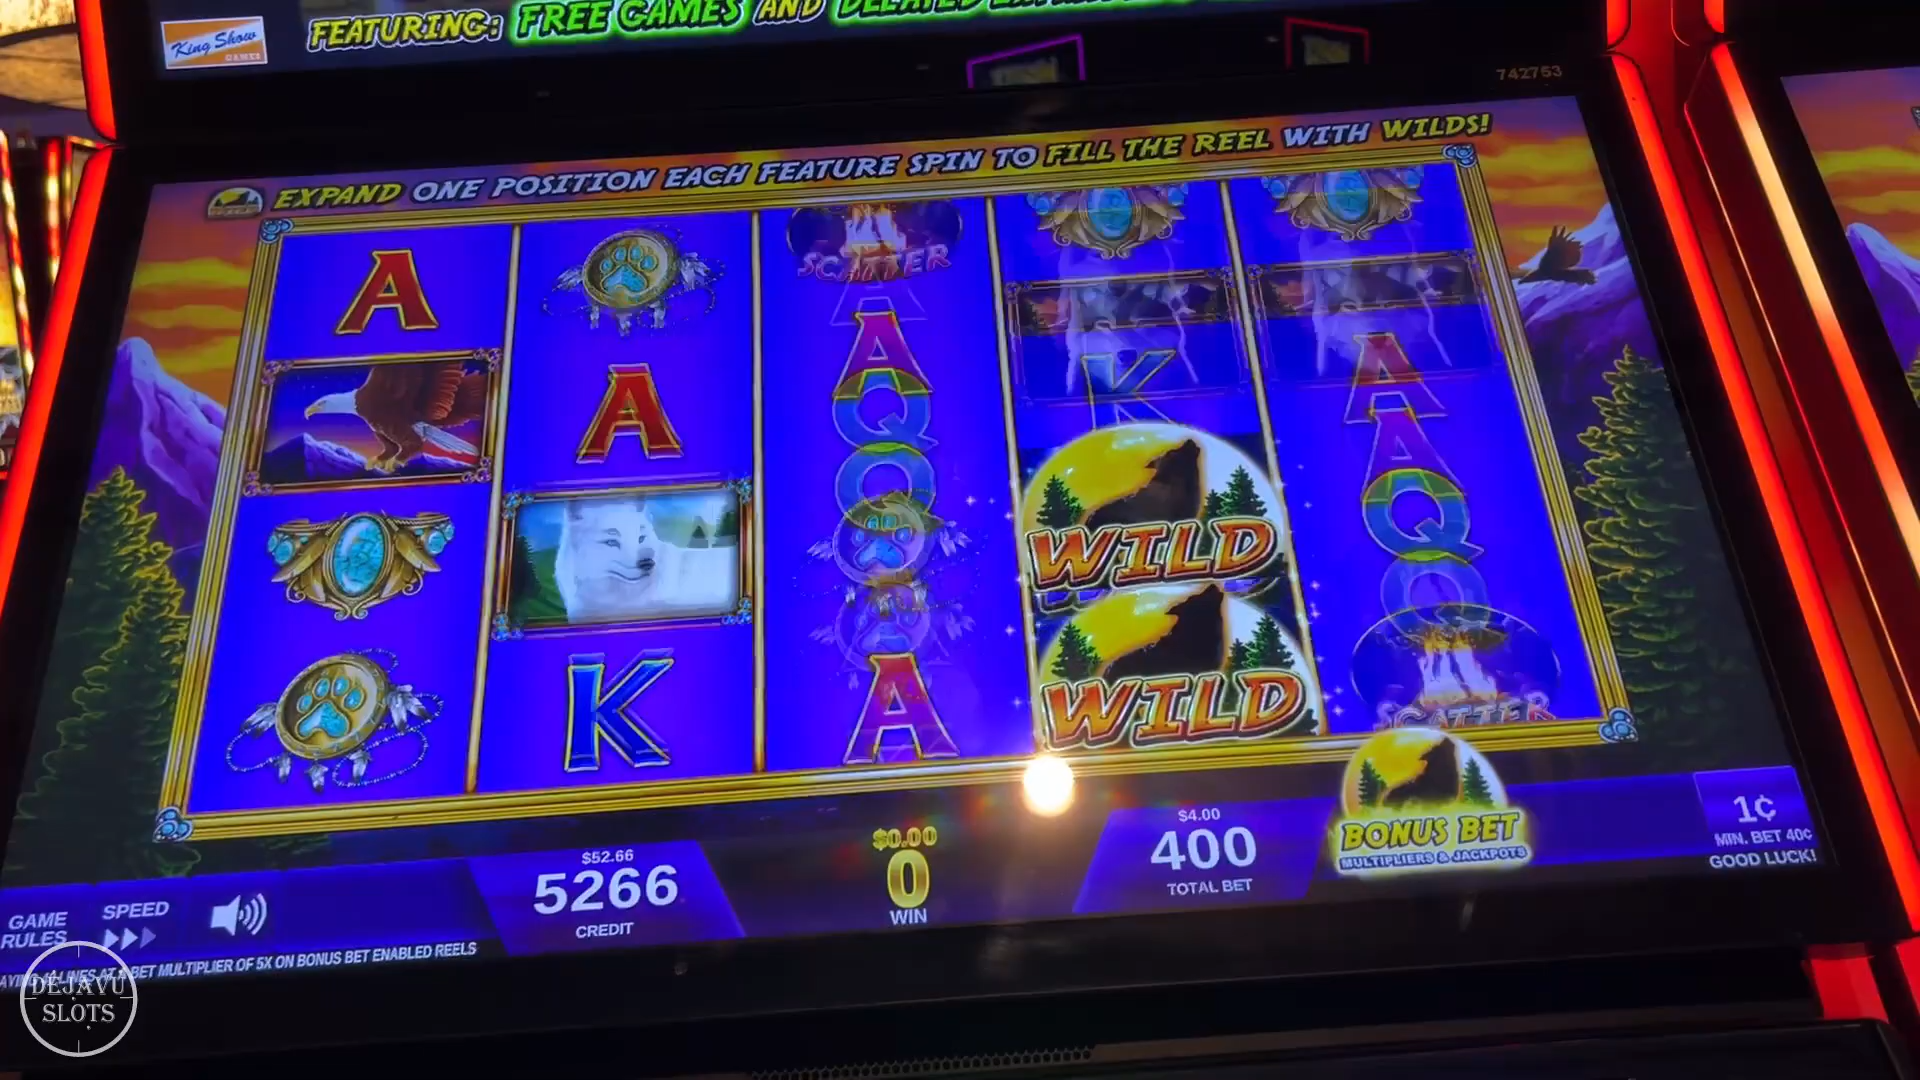 King Show
GAMES
FEATURING: FREE GAMES AND DELAYED
742753
EXPAND ONE POSITION EACH FEATURE SPIN TO FILL THE REEL WITH WILDS!
A
SCATTER
A
A
Q
Q
A
K
WILD
WILD
K
A
A
Q
Q
SCATTER
$52.66
5266
CREDIT
$0.00
0
WIN
$4.00
400
TOTAL BET
BONUS BET
MULTIPLIERS & JACKPOTS
1¢
MIN. BET 40¢
GOOD LUCK!
GAME
RULES
SPEED
BET MULTIPLIER OF 5X ON BONUS BET ENABLED REELS
DEJAVU
SLOTS